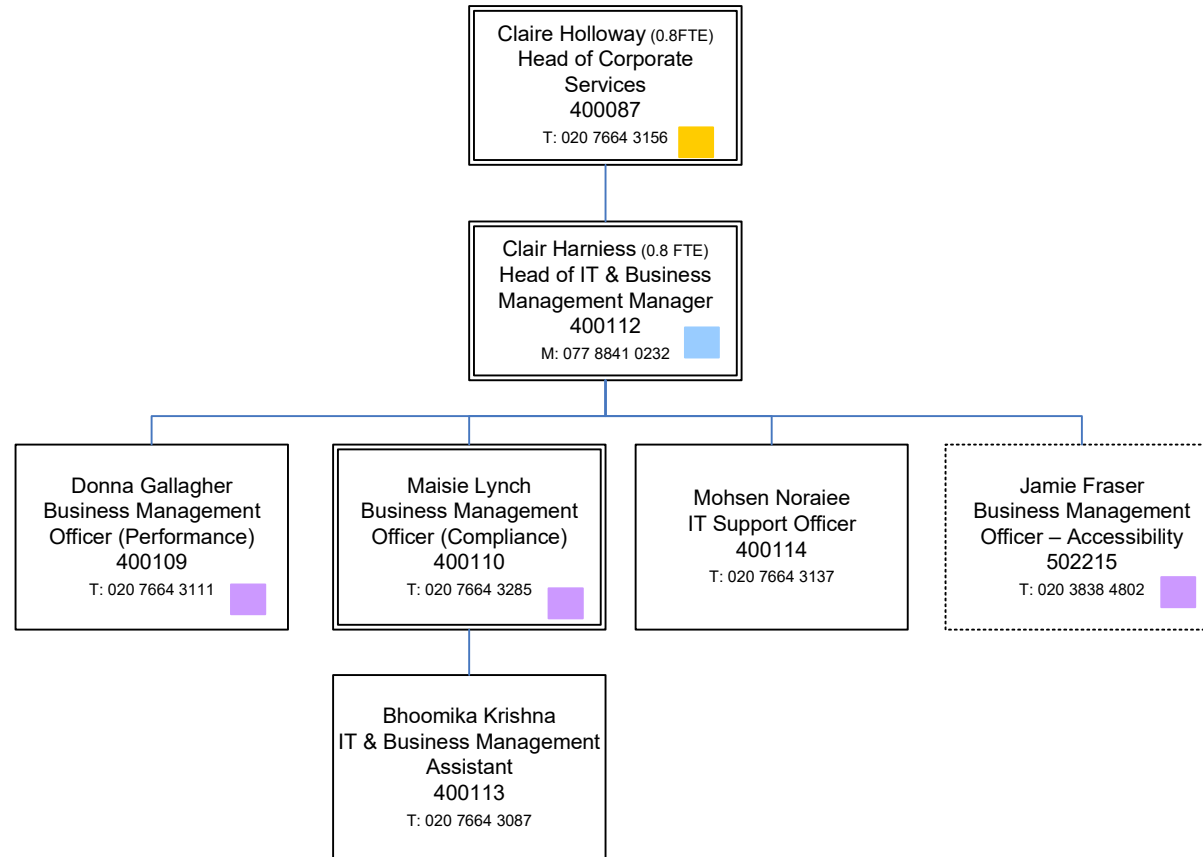 Claire Holloway (0.8FTE)
Head of Corporate
Services
400087
T: 020 7664 3156
Clair Harniess (0.8 FTE)
Head of IT & Business
Management Manager
400112
M: 077 8841 0232
Donna Gallagher
Business Management
Officer (Performance)
400109
T: 020 7664 3111
Maisie Lynch
Business Management
Officer (Compliance)
400110
T: 020 7664 3285
Mohsen Noraiee
IT Support Officer
400114
T: 020 7664 3137
Jamie Fraser
Business Management
Officer – Accessibility
502215
T: 020 3838 4802
Bhoomika Krishna
IT & Business Management
Assistant
400113
T: 020 7664 3087